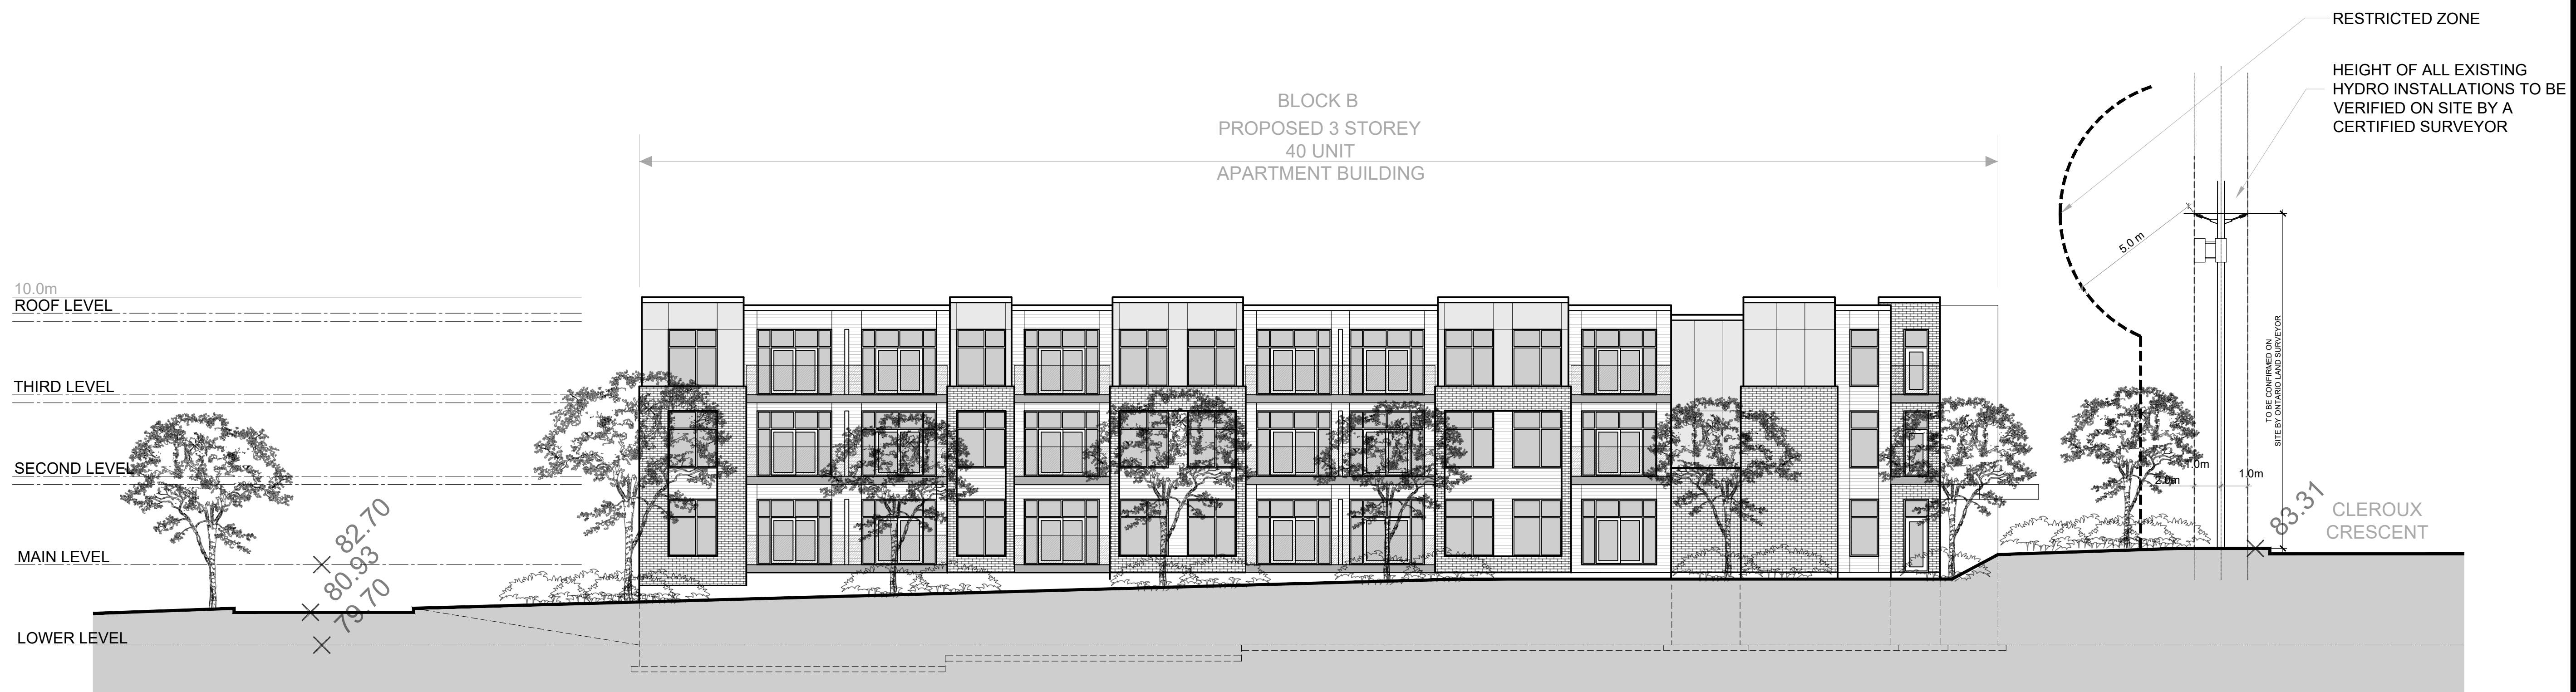 RESTRICTED ZONE
HEIGHT OF ALL EXISTING
HYDRO INSTALLATIONS TO BE
VERIFIED ON SITE BY A
CERTIFIED SURVEYOR
BLOCK B
PROPOSED 3 STOREY
40 UNIT
APARTMENT BUILDING
5.0 m
10.0m
ROOF LEVEL
TO BE CONFIRMED ON
SITE BY ONTARIO LAND SURVEYOR
THIRD LEVEL
SECOND LEVEL
1.0m
2.0m
1.0m
82.70
80.93
79.70
83.31
CLEROUX
CRESCENT
MAIN LEVEL
LOWER LEVEL